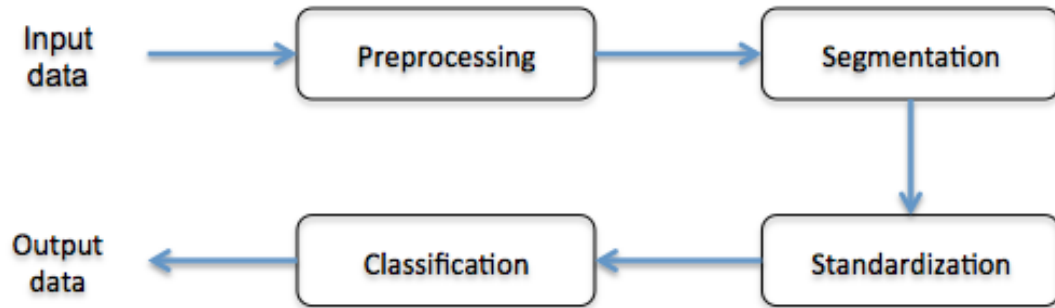 Input
data
Preprocessing
Segmentation
Standardization
Classification
Output
data